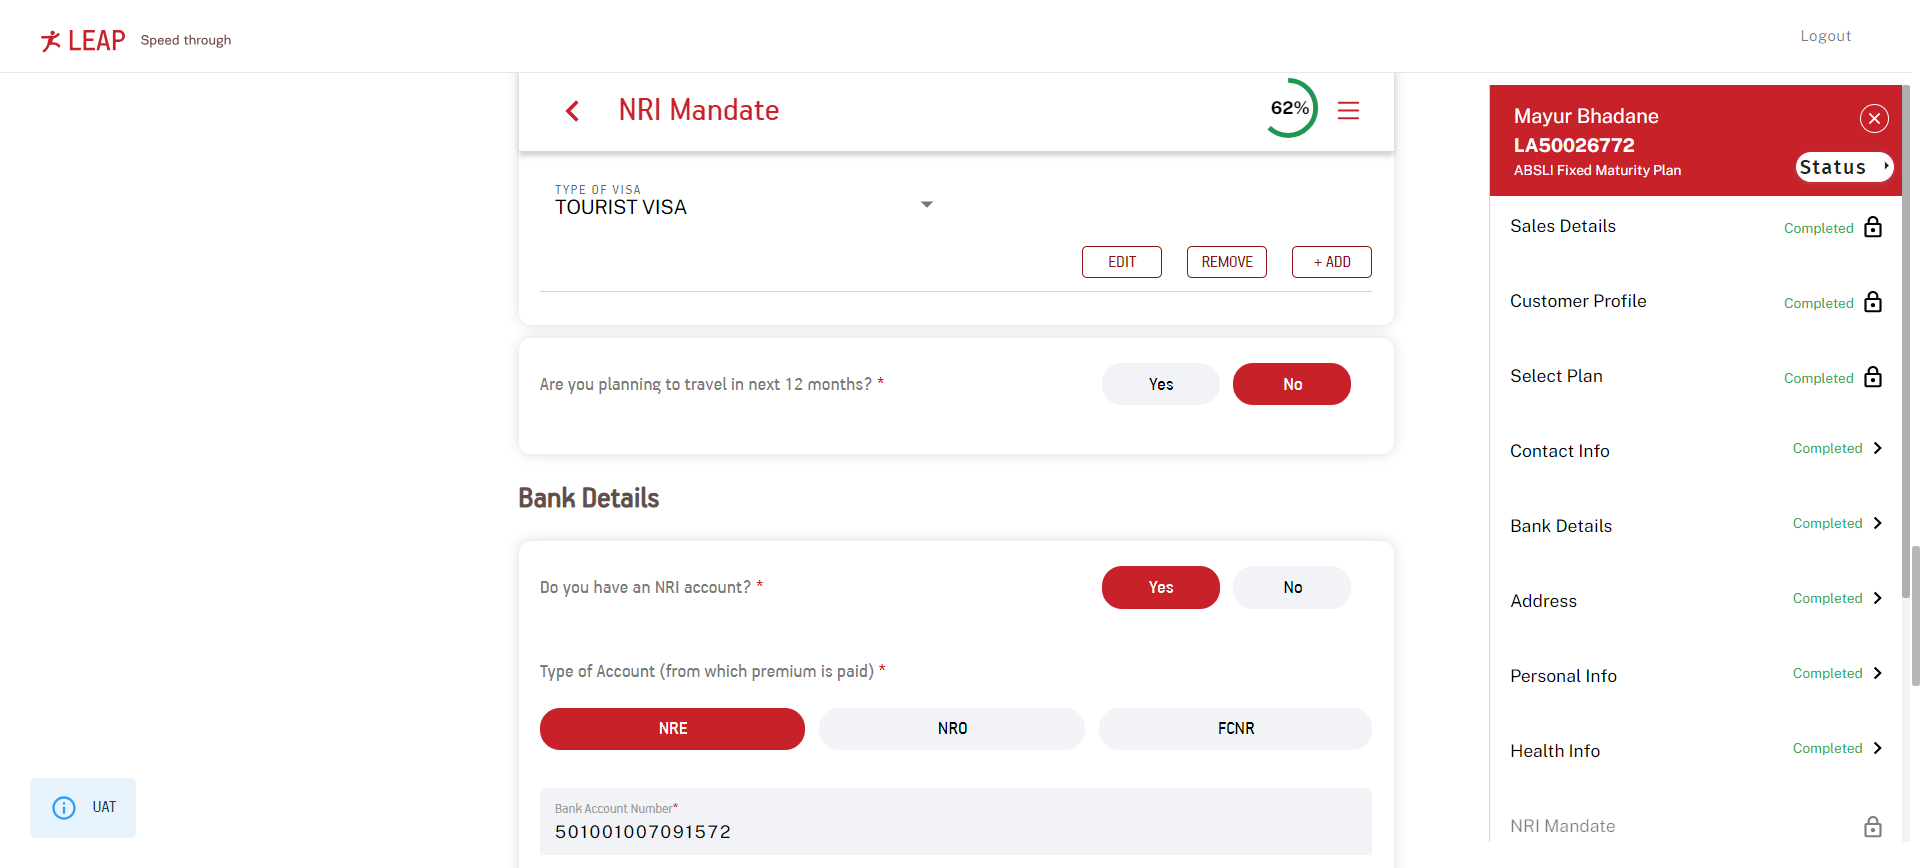 LEAP Speed through
Logout
NRI Mandate
62%
TYPE OF VISA
TOURIST VISA
EDIT
REMOVE
+ ADD
Are you planning to travel in next 12 months? *
Yes
No
Bank Details
Do you have an NRI account? *
Yes
No
Type of Account (from which premium is paid) *
NRE
NRO
FCNR
Bank Account Number*
501001007091572
UAT
Mayur Bhadane
LA50026772
ABSLI Fixed Maturity Plan
Status
Sales Details Completed
Customer Profile Completed
Select Plan Completed
Contact Info Completed
Bank Details Completed
Address Completed
Personal Info Completed
Health Info Completed
NRI Mandate